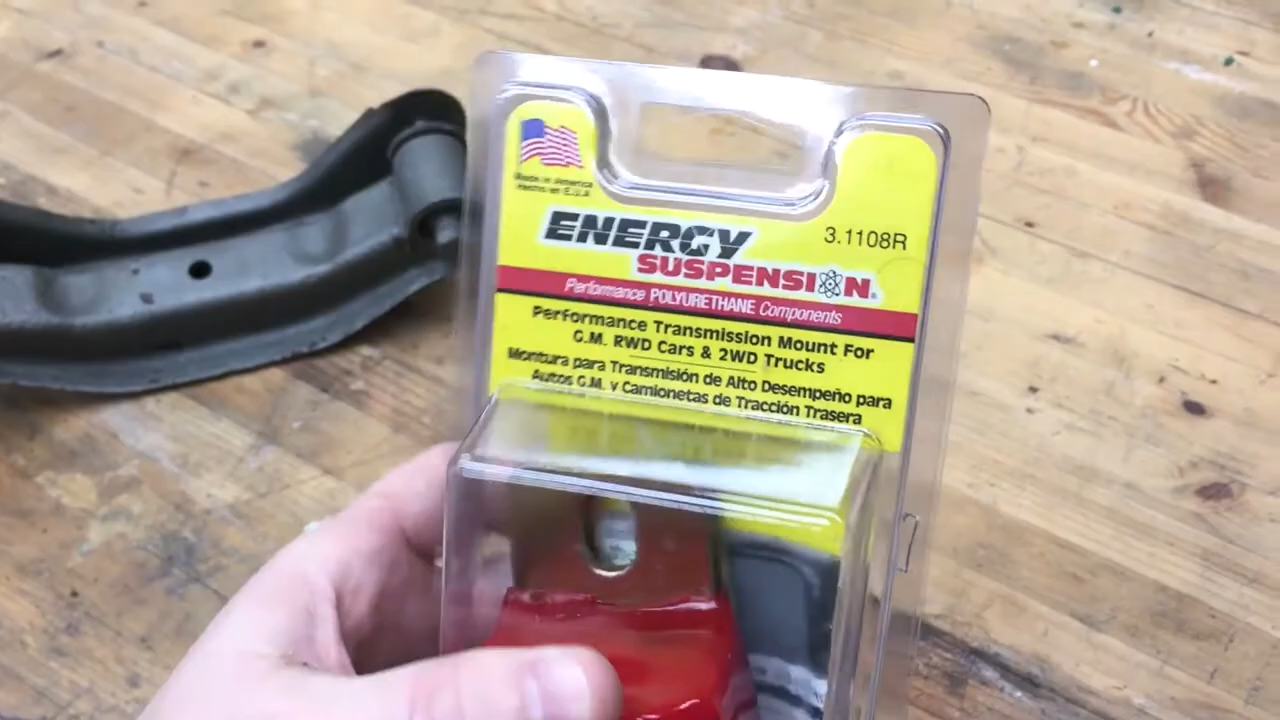 Made in America
Hecho en E.U.A
ENERGY
SUSPENSION®
3.1108R
Performance POLYURETHANE Components
Performance Transmission Mount For
G.M. RWD Cars & 2WD Trucks
Montura para Transmisión de Alto Desempeño para
Autos G.M. y Camionetas de Tracción Trasera